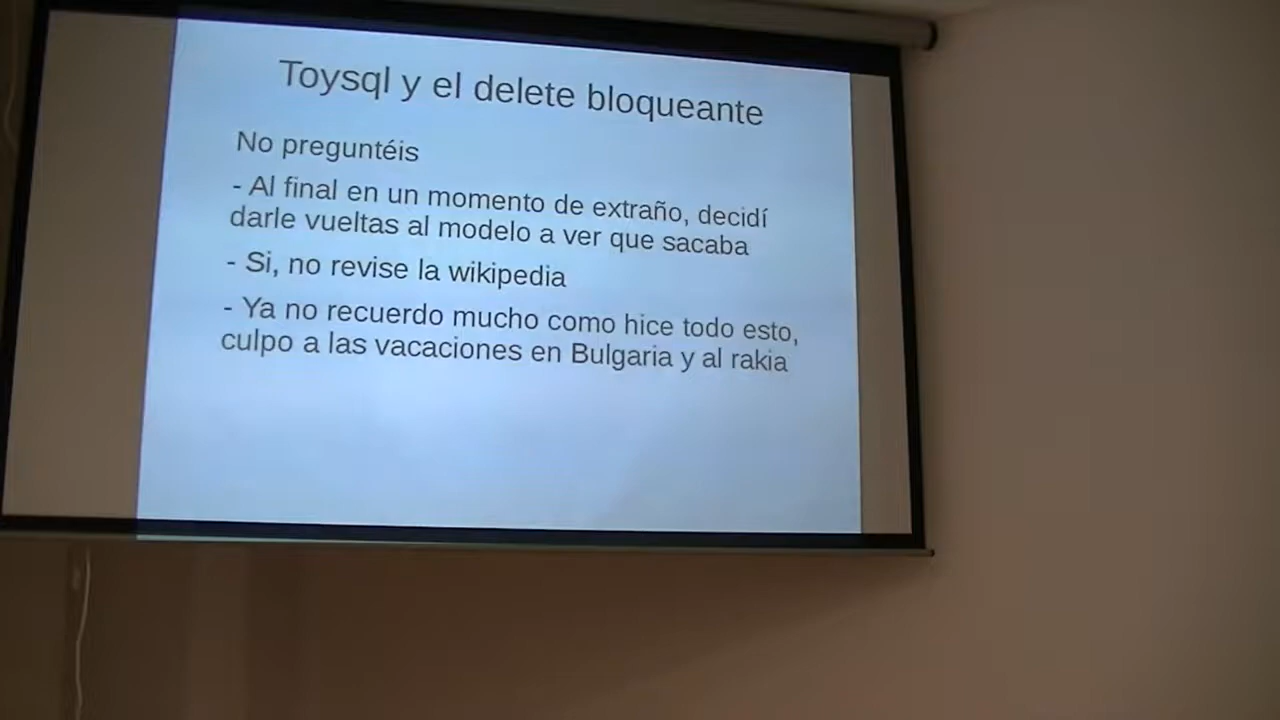 Toysql y el delete bloqueante
No preguntéis
- Al final en un momento de extraño, decidí
darle vueltas al modelo a ver que sacaba
- Si, no revise la wikipedia
- Ya no recuerdo mucho como hice todo esto,
culpo a las vacaciones en Bulgaria y al rakia